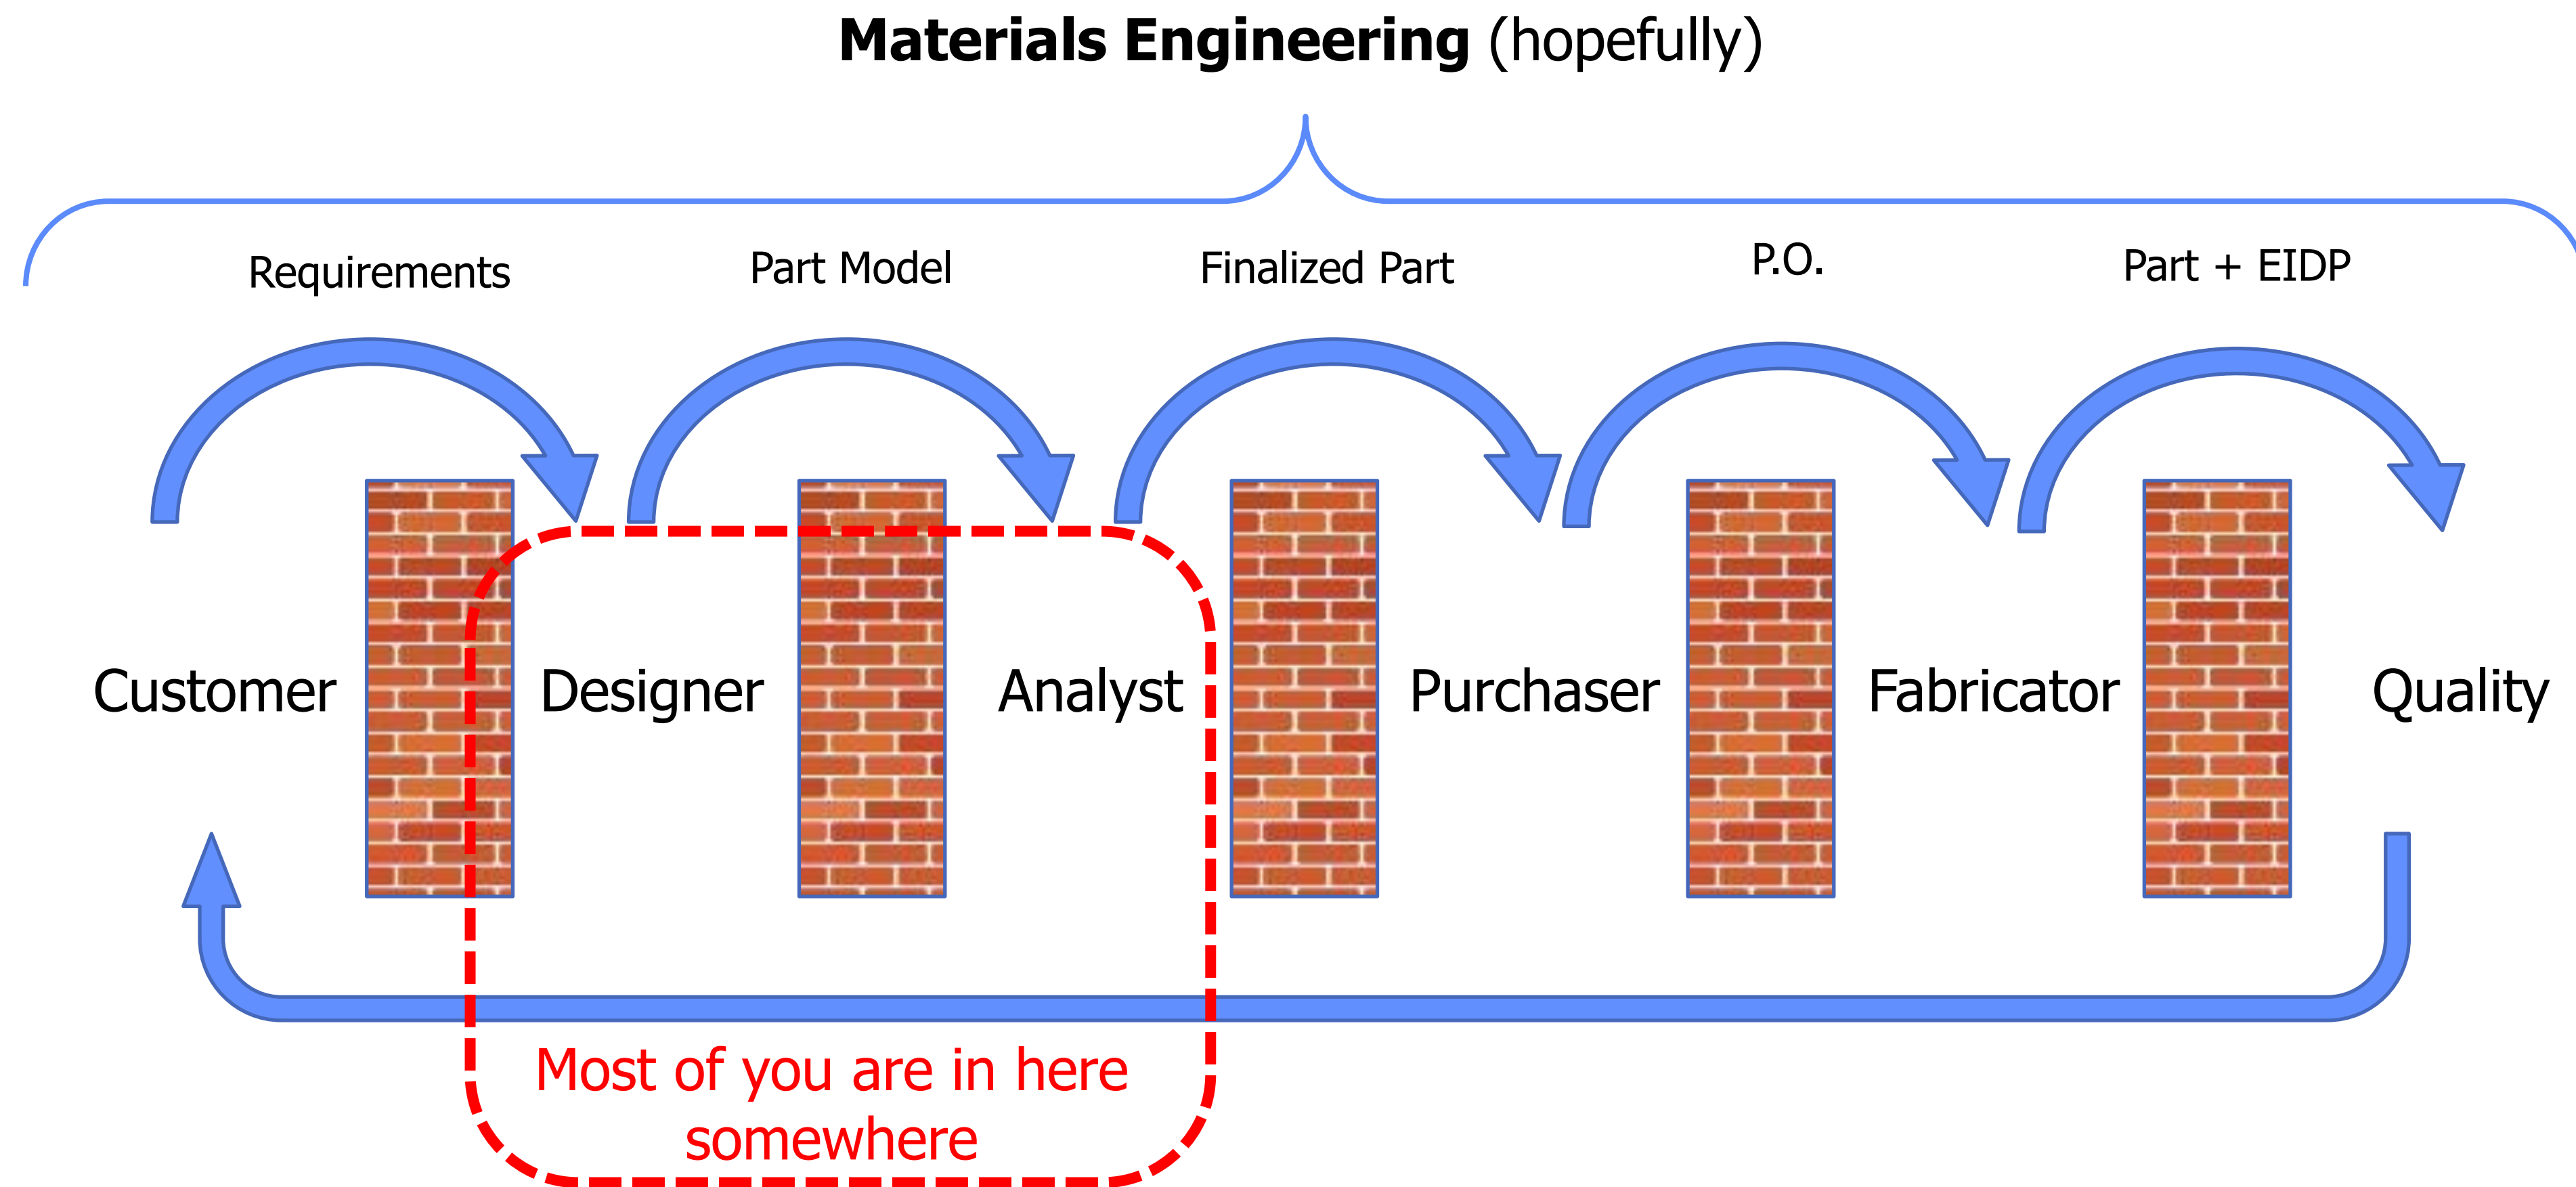 Materials Engineering (hopefully)
Requirements
Part Model
Finalized Part
P.O.
Part + EIDP
Customer
Designer
Analyst
Purchaser
Fabricator
Quality
Most of you are in here
somewhere